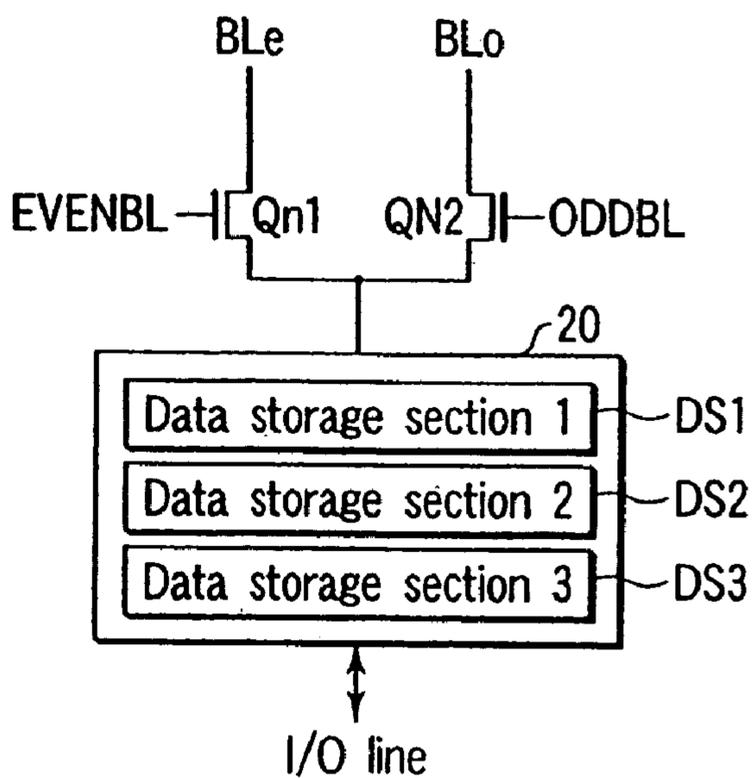 BLe BLo
EVENBL Qn1 QN2 ODDBL
20
Data storage section 1 DS1
Data storage section 2 DS2
Data storage section 3 DS3
I/O line